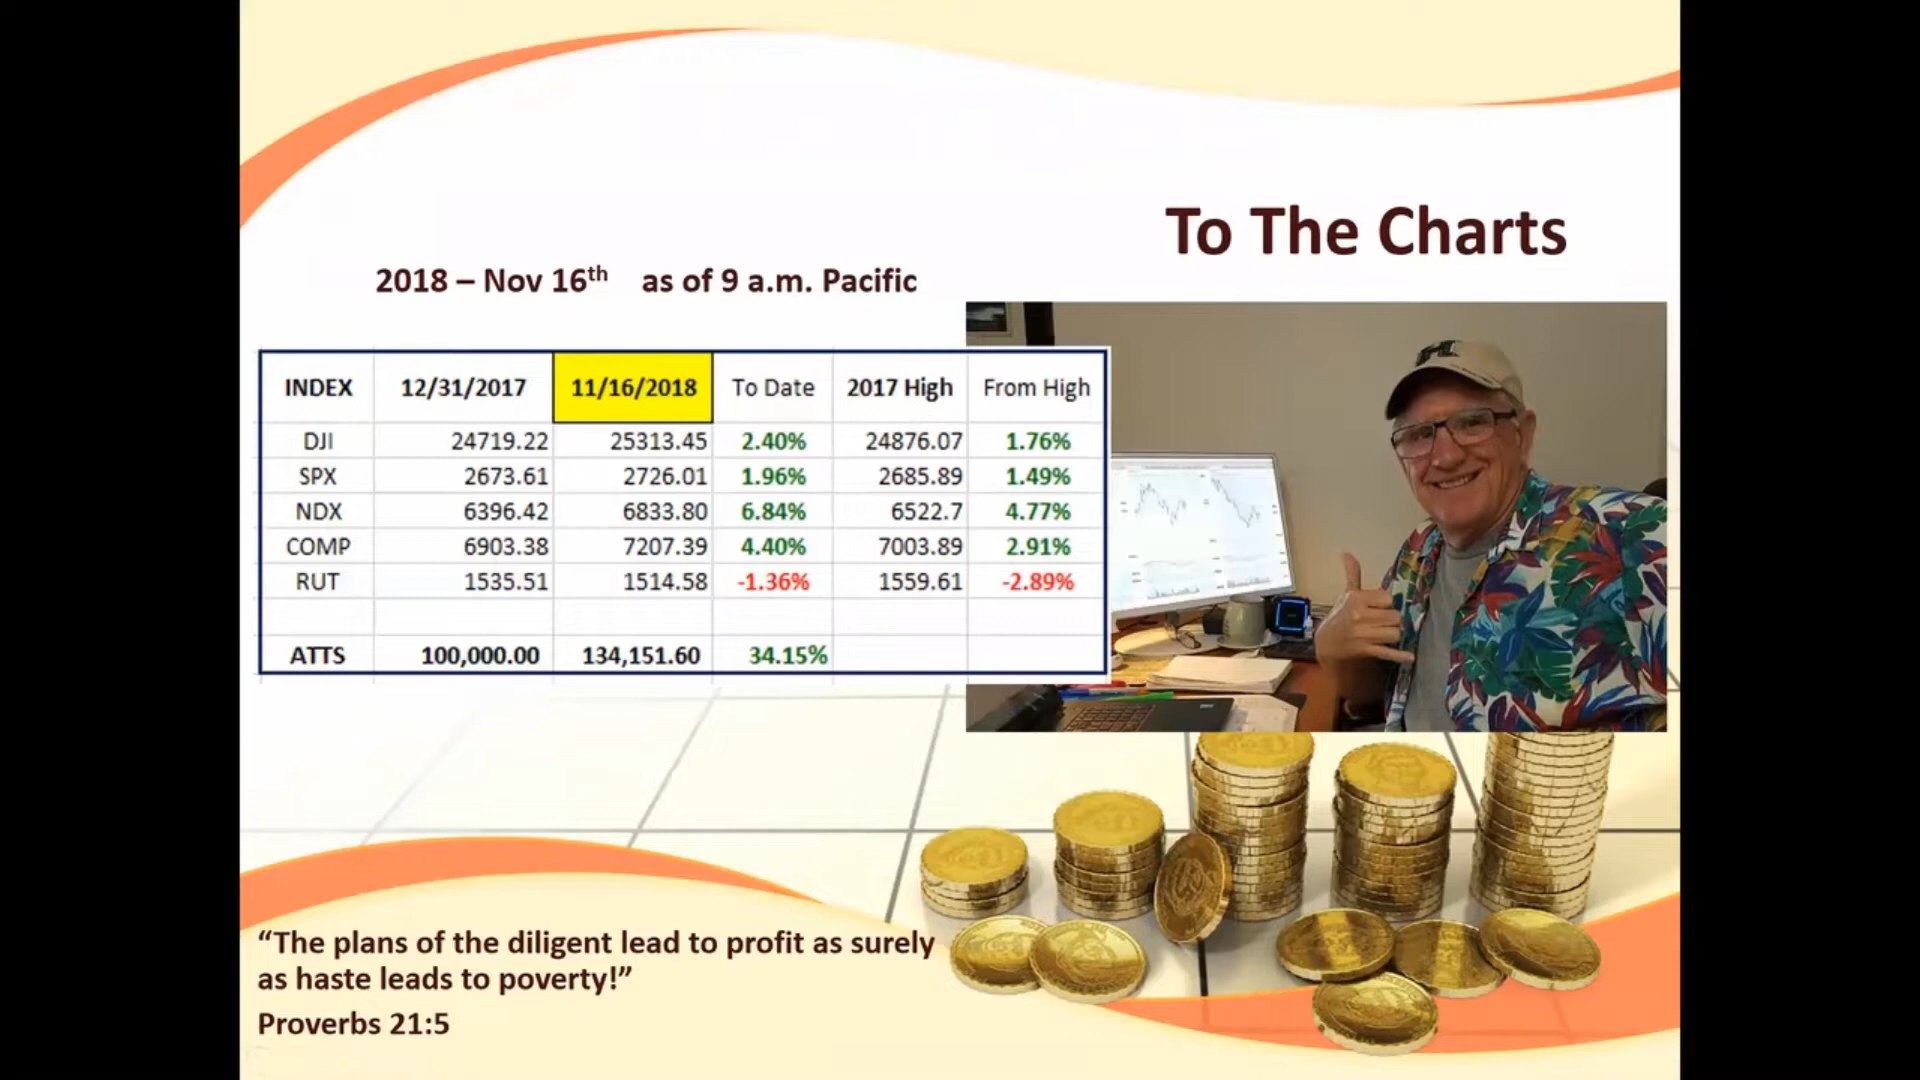 To The Charts
2018 – Nov 16th as of 9 a.m. Pacific
INDEX 12/31/2017 11/16/2018 To Date 2017 High From High
DJI 24719.22 25313.45 2.40% 24876.07 1.76%
SPX 2673.61 2726.01 1.96% 2685.89 1.49%
NDX 6396.42 6833.80 6.84% 6522.7 4.77%
COMP 6903.38 7207.39 4.40% 7003.89 2.91%
RUT 1535.51 1514.58 -1.36% 1559.61 -2.89%
ATTS 100,000.00 134,151.60 34.15%
“The plans of the diligent lead to profit as surely
as haste leads to poverty!”
Proverbs 21:5